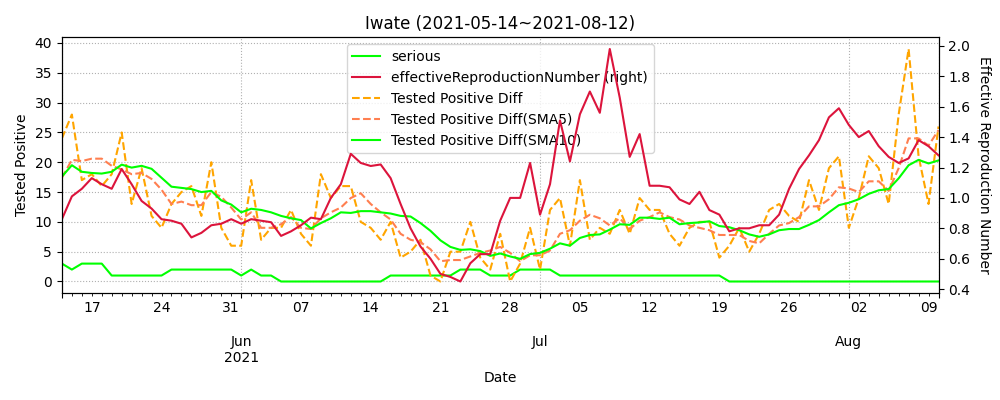 Iwate (2021-05-14~2021-08-12)
serious
effectiveReproductionNumber (right)
Tested Positive Diff
Tested Positive Diff(SMA5)
Tested Positive Diff(SMA10)
Tested Positive
40
35
30
25
20
15
10
5
0
Effective Reproduction Number
2.0
1.8
1.6
1.4
1.2
1.0
0.8
0.6
0.4
17 24 31 07 14 21 28 05 12 19 26 02 09
Jun Jul Aug
2021
Date